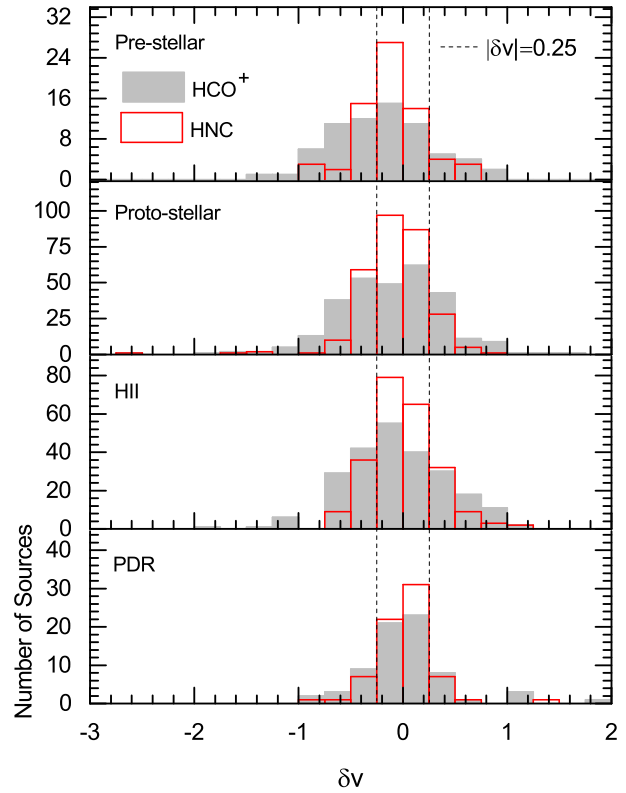 32
24
16
8
0
Pre-stellar
HCO+
HNC
|δv|=0.25
100
75
50
25
0
Proto-stellar
80
60
40
20
0
HII
40
30
20
10
0
PDR
Number of Sources
-3 -2 -1 0 1 2
δv